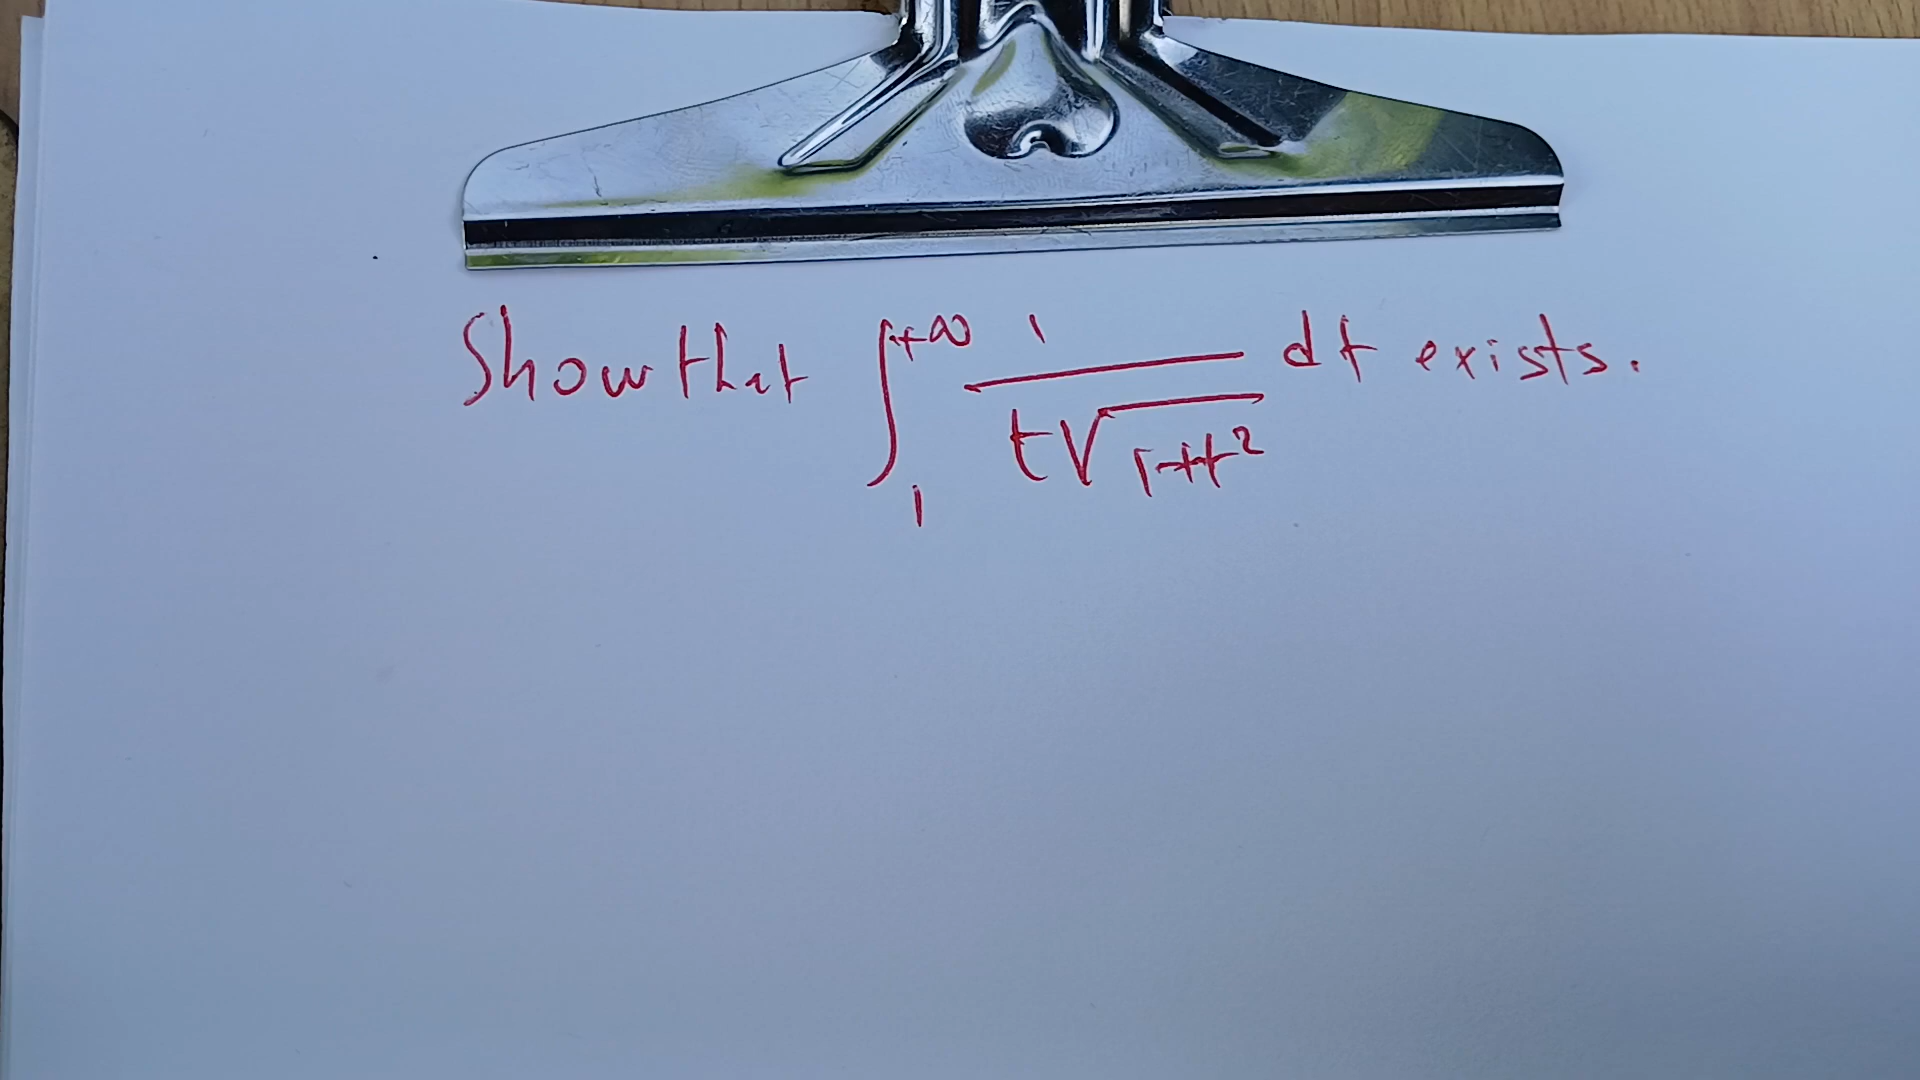 Show that ∫₁^{+∞} 1/(t√(1+t²)) dt exists.